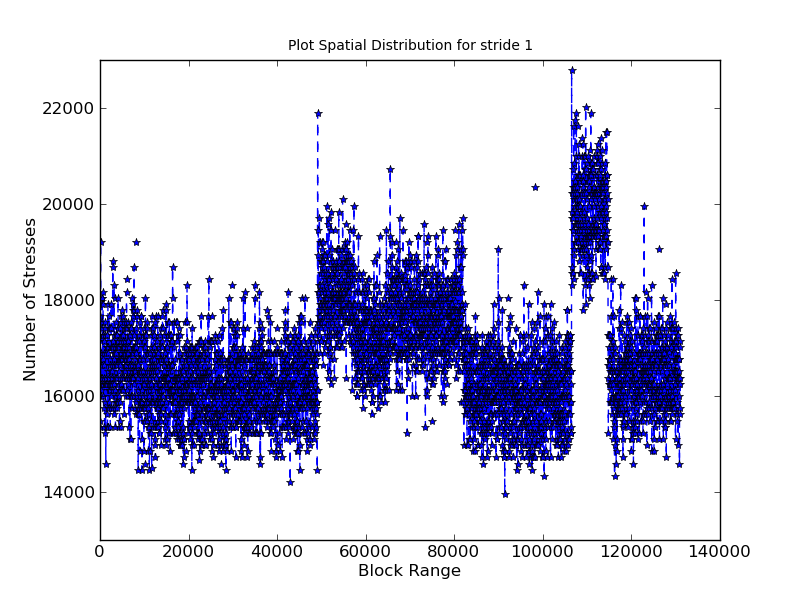 Plot Spatial Distribution for stride 1
22000
20000
18000
16000
14000
Number of Stresses
0 20000 40000 60000 80000 100000 120000 140000
Block Range